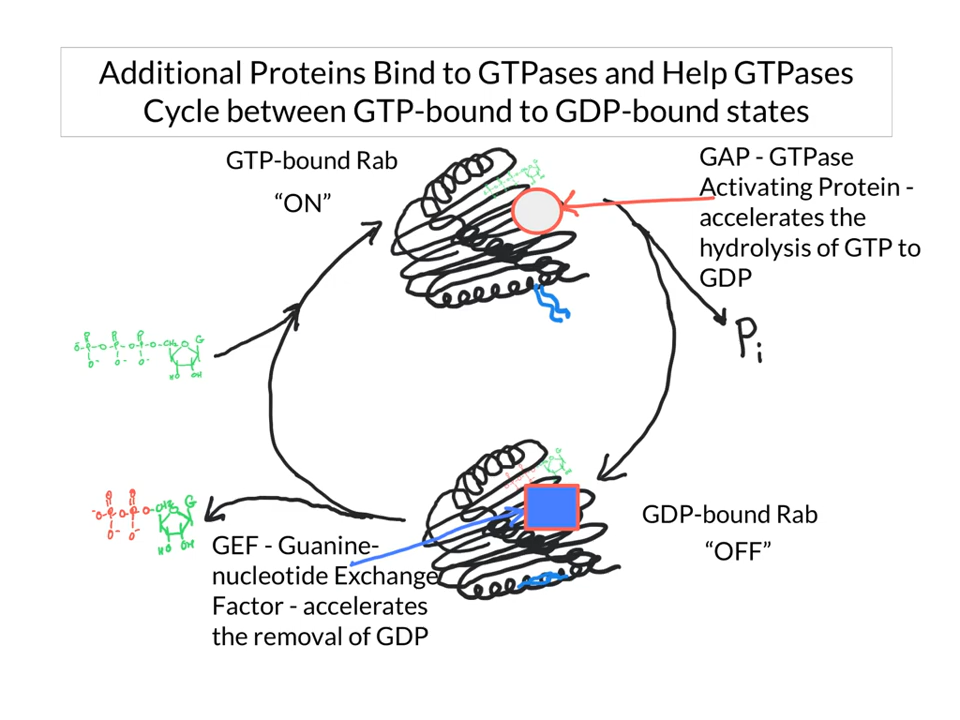 Additional Proteins Bind to GTPases and Help GTPases
Cycle between GTP-bound to GDP-bound states
GTP-bound Rab
“ON”
GAP - GTPase
Activating Protein -
accelerates the
hydrolysis of GTP to
GDP
Pi
GDP-bound Rab
“OFF”
GEF - Guanine-
nucleotide Exchange
Factor - accelerates
the removal of GDP